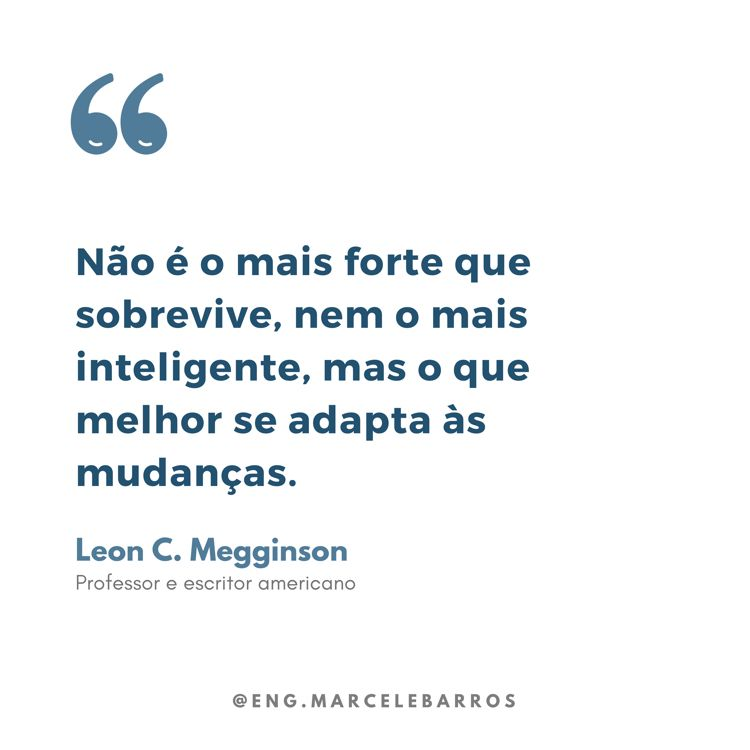 Não é o mais forte que
sobrevive, nem o mais
inteligente, mas o que
melhor se adapta às
mudanças.
Leon C. Megginson
Professor e escritor americano
@ENG.MARCELEBARROS